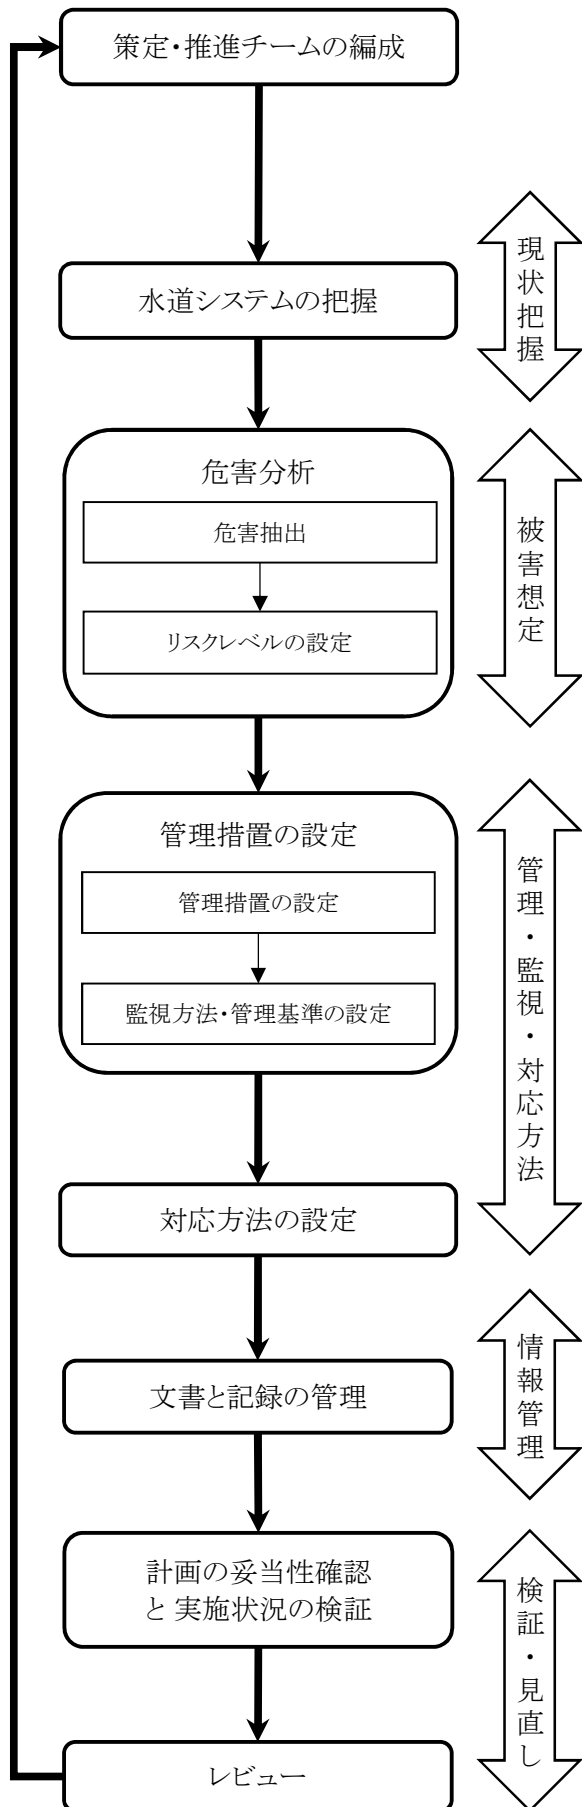 策定・推進チームの編成
水道システムの把握
現状把握
危害分析
危害抽出
リスクレベルの設定
被害想定
管理措置の設定
管理措置の設定
監視方法・管理基準の設定
対応方法の設定
管理・監視・対応方法
文書と記録の管理
情報管理
計画の妥当性確認
と 実施状況の検証
レビュー
検証・見直し